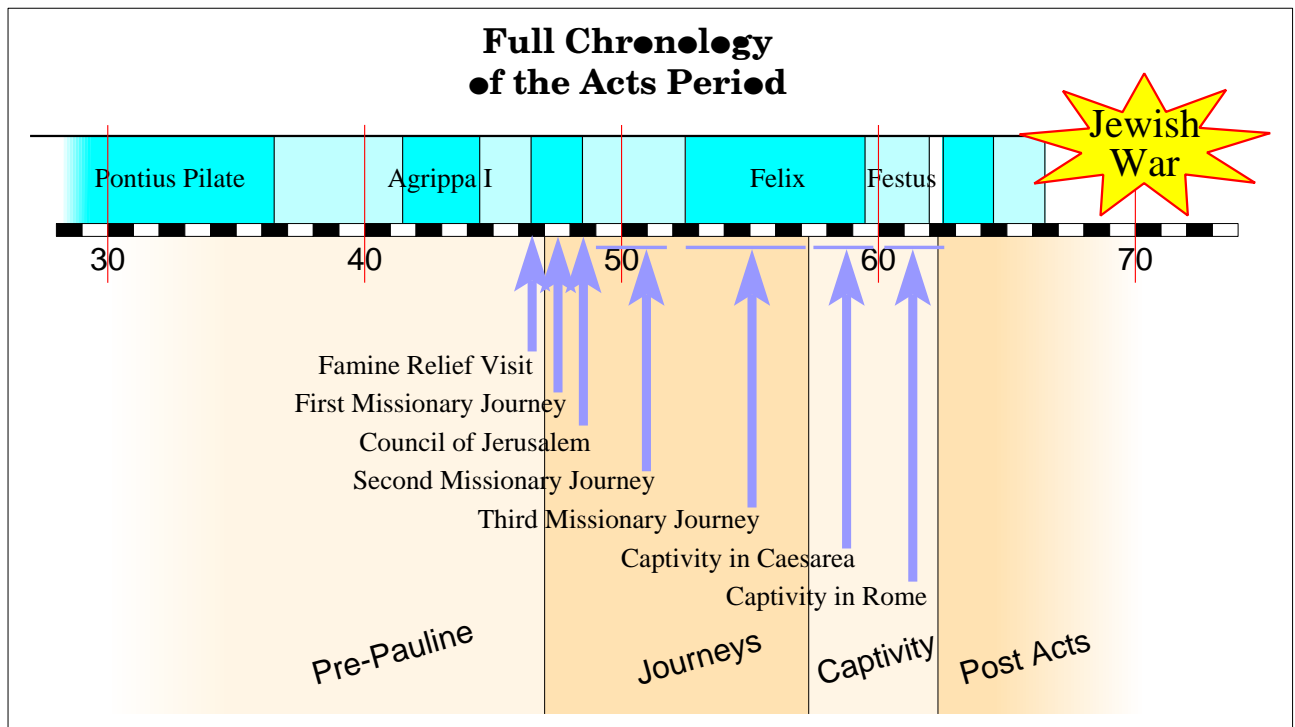 Full Chronology
of the Acts Period
Jewish
War
Pontius Pilate
Agrippa I
Felix
Festus
30
40
50
60
70
Famine Relief Visit
First Missionary Journey
Council of Jerusalem
Second Missionary Journey
Third Missionary Journey
Captivity in Caesarea
Captivity in Rome
Pre-Pauline
Journeys
Captivity
Post Acts